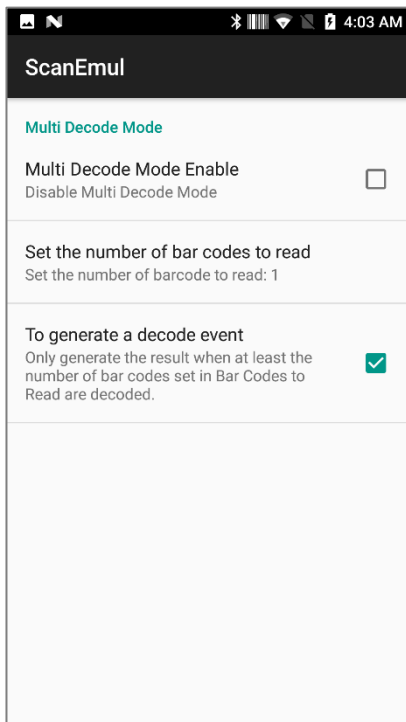 4:03 AM
ScanEmul
Multi Decode Mode
Multi Decode Mode Enable
Disable Multi Decode Mode
Set the number of bar codes to read
Set the number of barcode to read: 1
To generate a decode event
Only generate the result when at least the
number of bar codes set in Bar Codes to
Read are decoded.